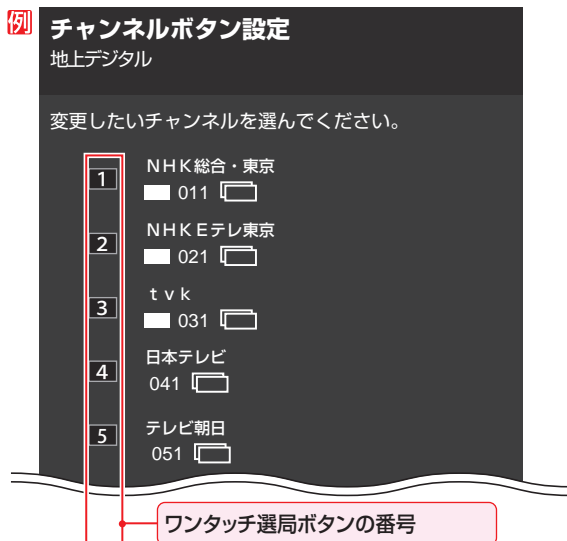 例
チャンネルボタン設定
地上デジタル
変更したいチャンネルを選んでください。
1 NHK総合・東京
011
2 NHKEテレ東京
021
3 tvk
031
4 日本テレビ
041
5 テレビ朝日
051
ワンタッチ選局ボタンの番号